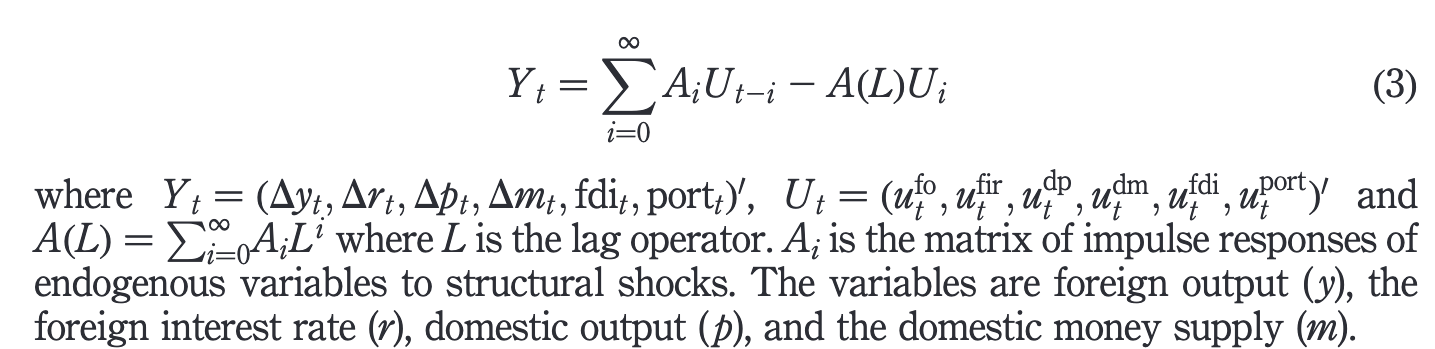 Y_t = \sum_{i=0}^{\infty} A_i U_{t-i} − A(L)U_i (3)
where Y_t = (Δy_t, Δr_t, Δp_t, Δm_t, fdi_t, port_t)′, U_t = (u_t^{fo}, u_t^{fir}, u_t^{dp}, u_t^{dm}, u_t^{fdi}, u_t^{port})′ and
A(L) = \sum_{i=0}^{\infty} A_i L^i where L is the lag operator. A_i is the matrix of impulse responses of
endogenous variables to structural shocks. The variables are foreign output (y), the
foreign interest rate (r), domestic output (p), and the domestic money supply (m).